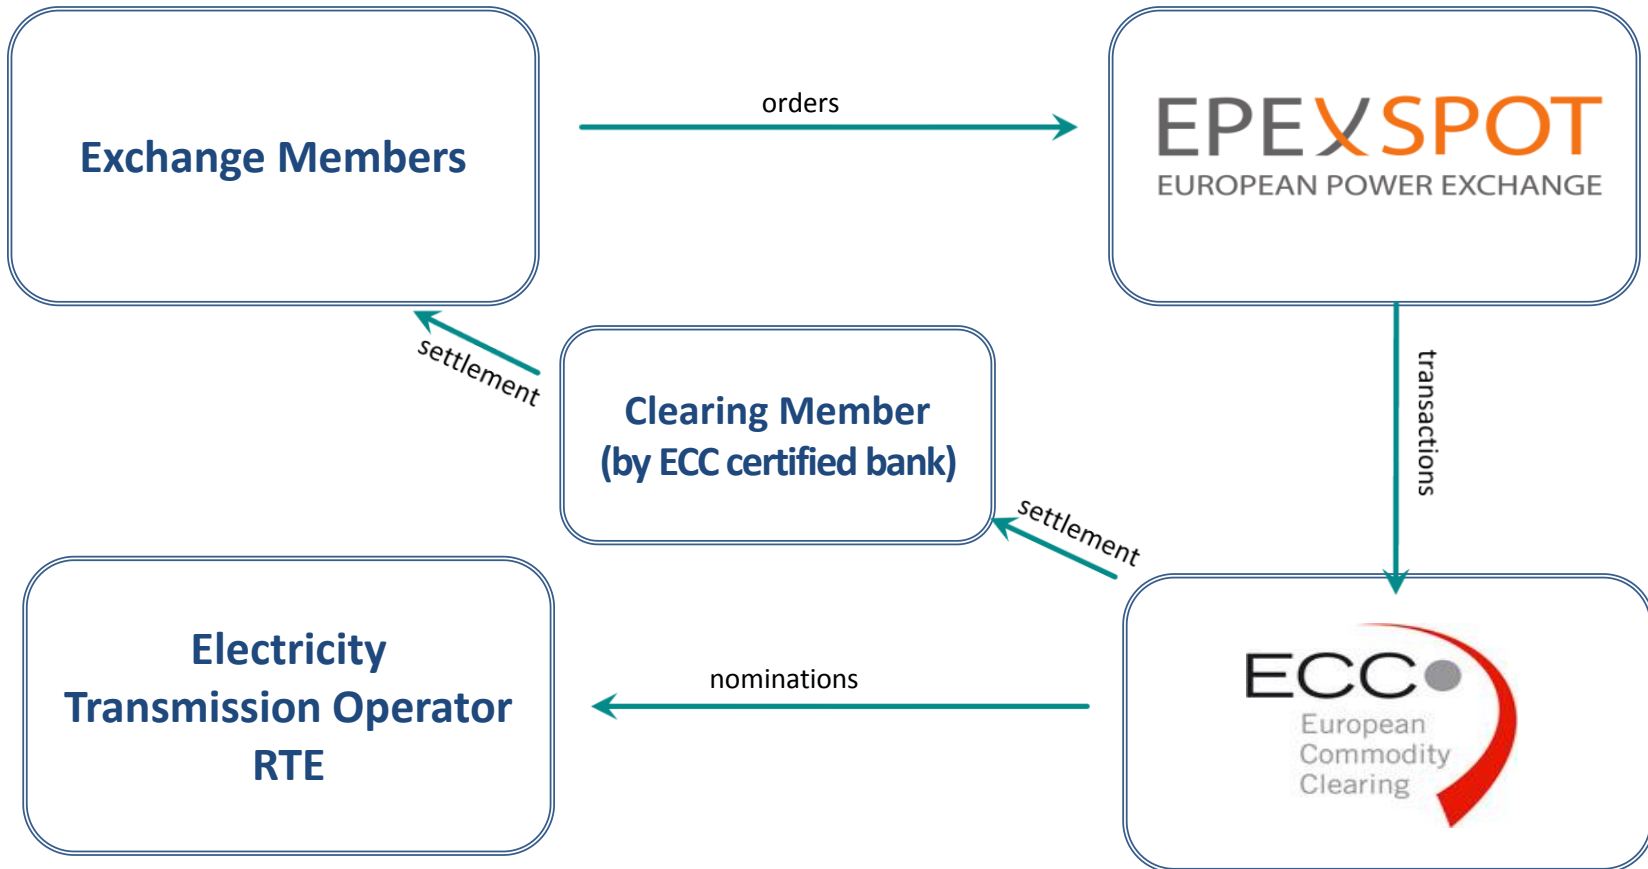 Exchange Members
orders
EPEXSPOT
EUROPEAN POWER EXCHANGE
settlement
transactions
Clearing Member
(by ECC certified bank)
settlement
Electricity
Transmission Operator
RTE
nominations
ECC
European
Commodity
Clearing